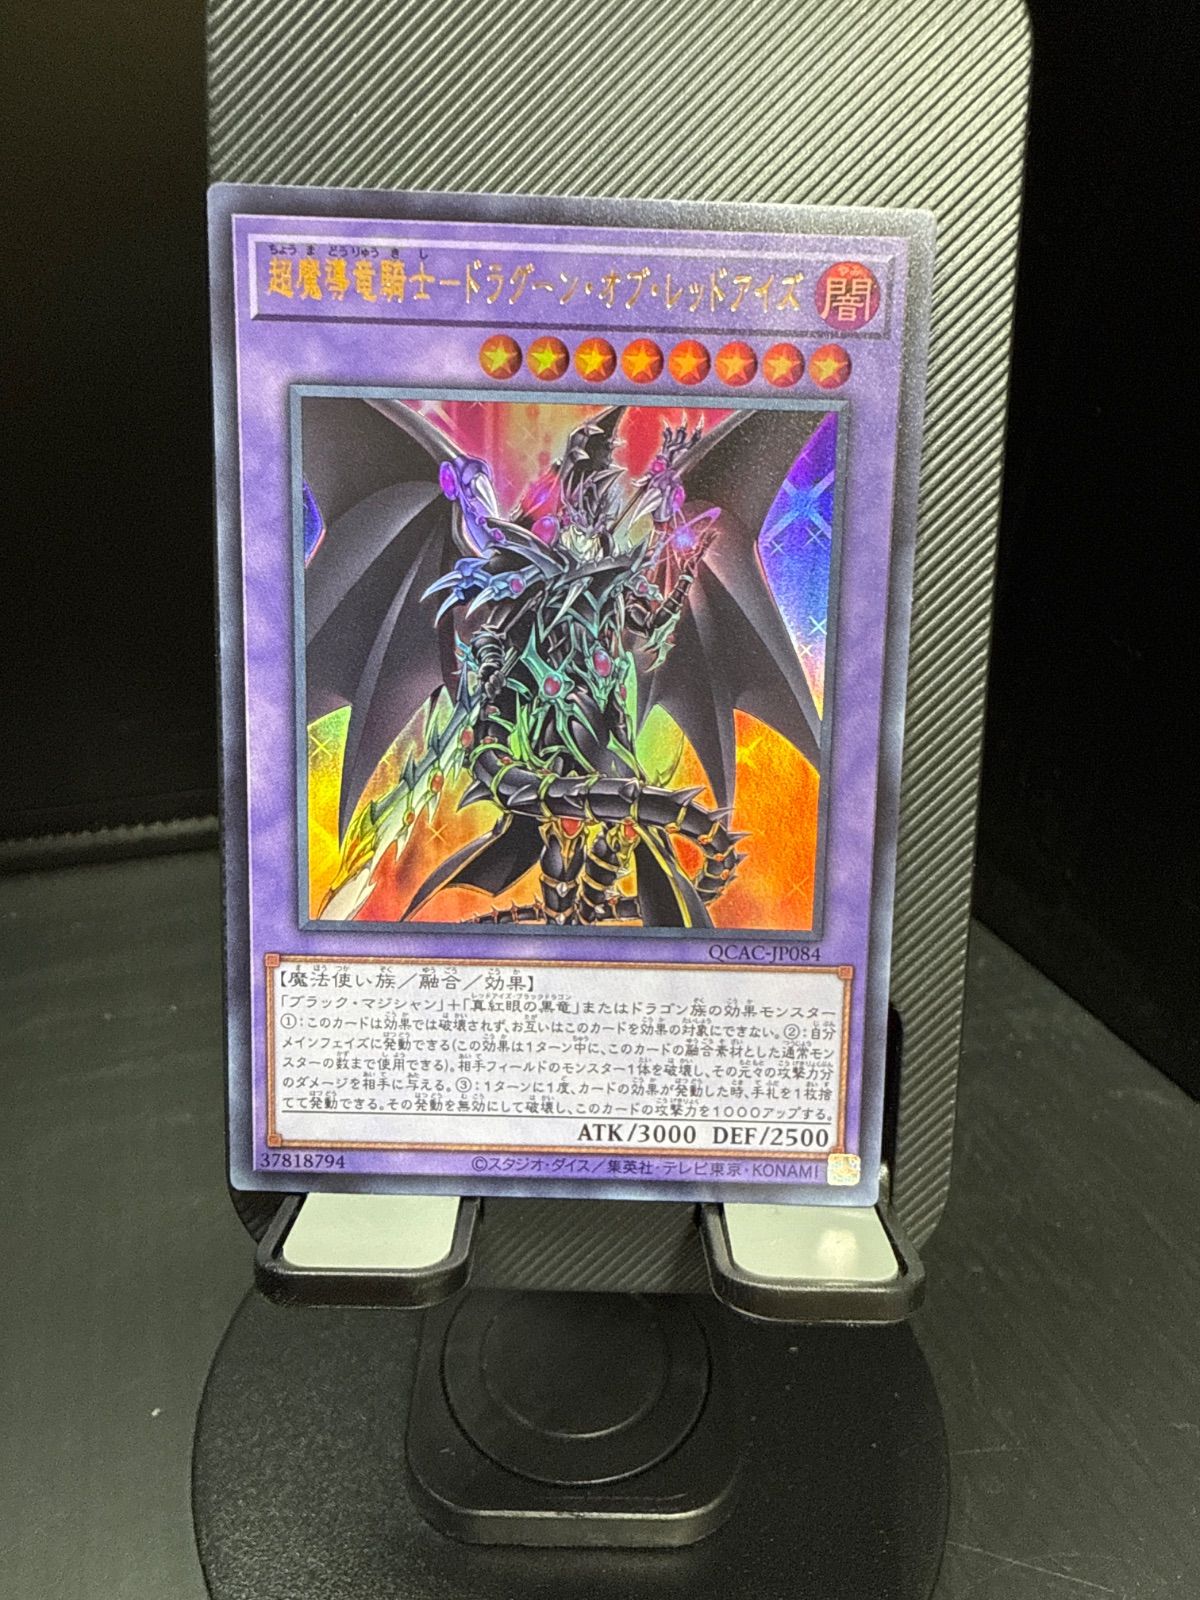 超魔導竜騎士－ドラグーン・オブ・レッドアイズ
闇
QCAC-JP084
【魔法使い族／融合／効果】
「ブラック・マジシャン」＋「真紅眼の黒竜」またはドラゴン族の効果モンスター
①：このカードは効果では破壊されず、お互いはこのカードを効果の対象にできない。②：自分
メインフェイズに発動できる(この効果は１ターン中に、このカードの融合素材とした通常モン
スターの数まで使用できる)。相手フィールドのモンスター１体を破壊し、その元々の攻撃力分
のダメージを相手に与える。③：１ターンに１度、カードの効果が発動した時、手札を１枚捨
てて発動できる。その発動を無効にして破壊し、このカードの攻撃力を１０００アップする。
ATK/3000 DEF/2500
37818794 ©スタジオ・ダイス／集英社・テレビ東京・KONAMI